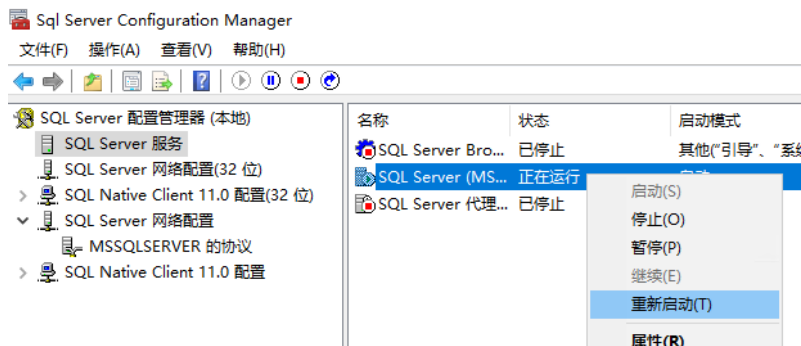 Sql Server Configuration Manager
文件(F) 操作(A) 查看(V) 帮助(H)
SQL Server 配置管理器 (本地)
SQL Server 服务
SQL Server 网络配置(32 位)
SQL Native Client 11.0 配置(32 位)
SQL Server 网络配置
MSSQLSERVER 的协议
SQL Native Client 11.0 配置
名称 状态 启动模式
SQL Server Bro... 已停止 其他("引导"、"系统
SQL Server (MS... 正在运行 自动
SQL Server 代理... 已停止
启动(S)
停止(O)
暂停(P)
继续(E)
重新启动(T)
属性(R)